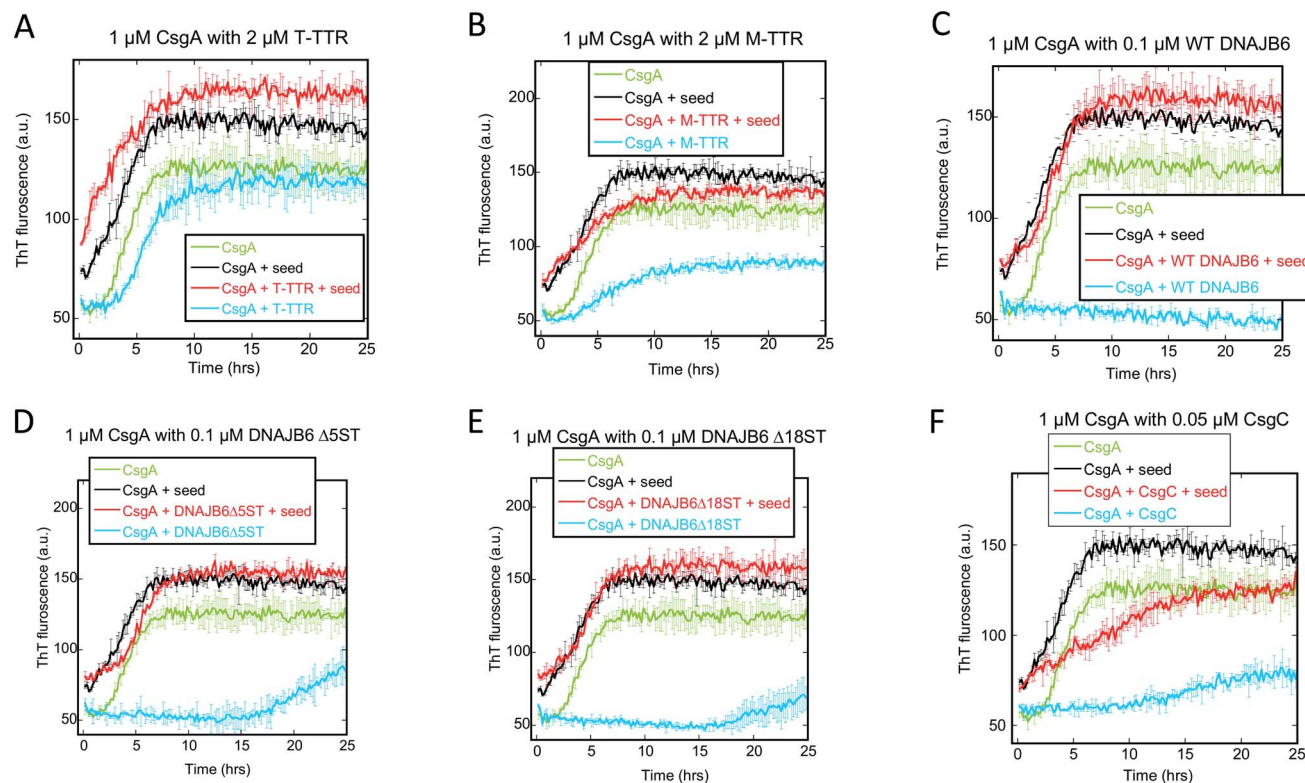 A
1 µM CsgA with 2 µM T-TTR
ThT fluroscence (a.u.)
150
100
50
CsgA
CsgA + seed
CsgA + T-TTR + seed
CsgA + T-TTR
0 5 10 15 20 25
Time (hrs)
B
1 µM CsgA with 2 µM M-TTR
ThT fluroscence (a.u.)
200
150
100
50
CsgA
CsgA + seed
CsgA + M-TTR + seed
CsgA + M-TTR
0 5 10 15 20 25
Time (hrs)
C
1 µM CsgA with 0.1 µM WT DNAJB6
ThT fluroscence (a.u.)
150
100
50
CsgA
CsgA + seed
CsgA + WT DNAJB6 + seed
CsgA + WT DNAJB6
0 5 10 15 20 25
Time (hrs)
D
1 µM CsgA with 0.1 µM DNAJB6 Δ5ST
CsgA
CsgA + seed
CsgA + DNAJB6Δ5ST + seed
CsgA + DNAJB6Δ5ST
ThT fluroscence (a.u.)
200
150
100
50
0 5 10 15 20 25
Time (hrs)
E
1 µM CsgA with 0.1 µM DNAJB6 Δ18ST
CsgA
CsgA + seed
CsgA + DNAJB6Δ18ST + seed
CsgA + DNAJB6Δ18ST
ThT fluroscence (a.u.)
200
150
100
50
0 5 10 15 20 25
Time (hrs)
F
1 µM CsgA with 0.05 µM CsgC
CsgA
CsgA + seed
CsgA + CsgC + seed
CsgA + CsgC
ThT fluroscence (a.u.)
150
100
50
0 5 10 15 20 25
Time (hrs)